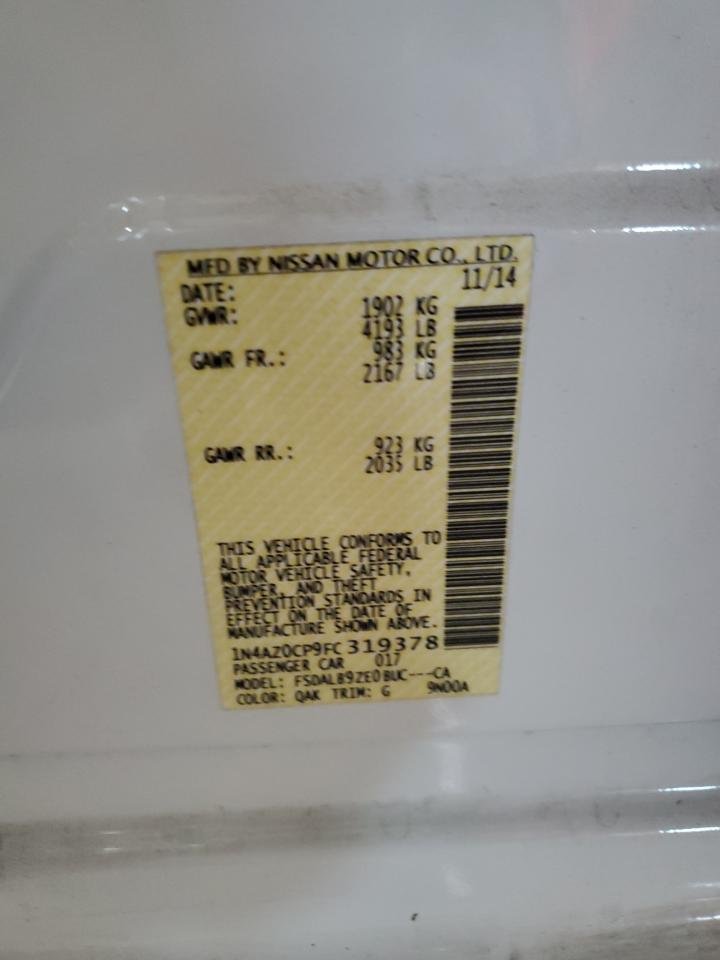 MFD BY NISSAN MOTOR CO., LTD.
DATE: 11/14
GVWR: 1902 KG
4193 LB
GAWR FR.: 983 KG
2167 LB
GAWR RR.: 923 KG
2035 LB
THIS VEHICLE CONFORMS TO
ALL APPLICABLE FEDERAL
MOTOR VEHICLE SAFETY,
BUMPER, AND THEFT
PREVENTION STANDARDS IN
EFFECT ON THE DATE OF
MANUFACTURE SHOWN ABOVE.
1N4AZ0CP9FC319378
PASSENGER CAR 017
MODEL: FSDALB9ZE0BUC----CA
COLOR: QAK TRIM: G 9N00A